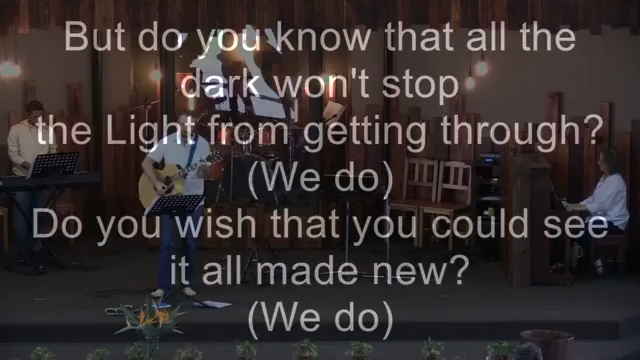 But do you know that all the
dark won't stop
the Light from getting through?
(We do)
Do you wish that you could see
it all made new?
(We do)